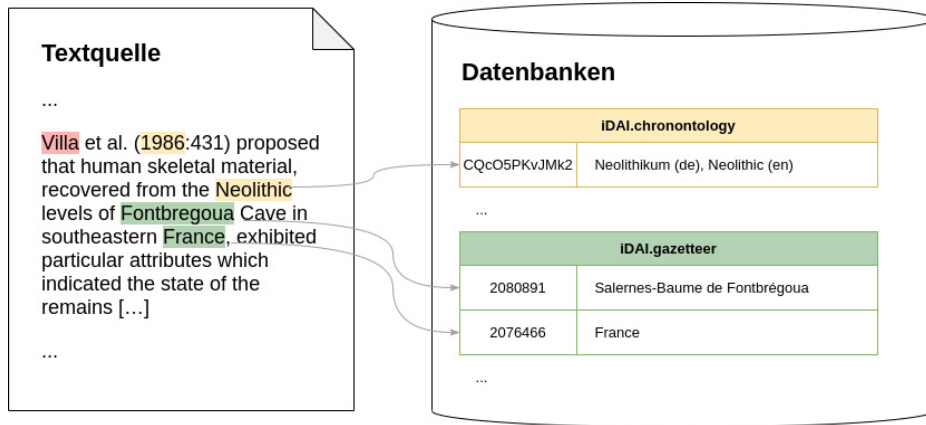 Textquelle
...
Villa et al. (1986:431) proposed
that human skeletal material,
recovered from the Neolithic
levels of Fontbregoua Cave in
southeastern France, exhibited
particular attributes which
indicated the state of the
remains […]
...
Datenbanken
iDAI.chronontology
CQcO5PKvJMk2 Neolithikum (de), Neolithic (en)
...
iDAI.gazetteer
2080891 Salernes-Baume de Fontbrégoua
2076466 France
...